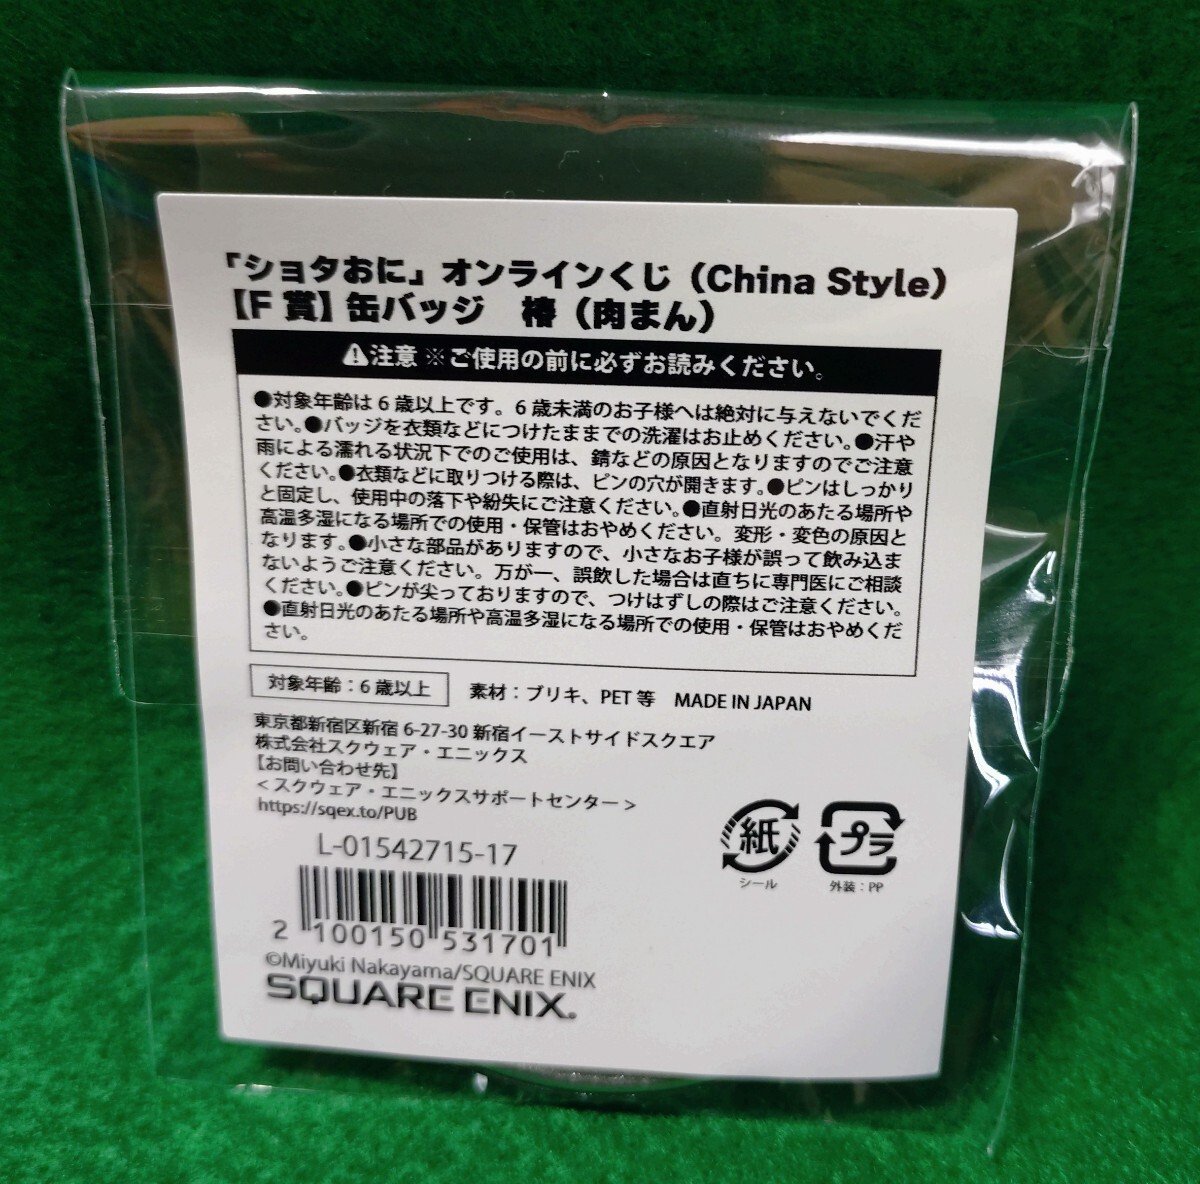 「ショタおに」オンラインくじ（China Style）
【F 賞】缶バッジ　椿（肉まん）
⚠注意 ※ご使用の前に必ずお読みください。
●対象年齢は６歳以上です。６歳未満のお子様へは絶対に与えないでくだ
さい。●バッジを衣類などにつけたままでの洗濯はお止めください。●汗や
雨による濡れる状況下でのご使用は、錆などの原因となりますのでご注意
ください。●衣類などに取りつける際は、ピンの穴が開きます。●ピンはしっかり
と固定し、使用中の落下や紛失にご注意ください。●直射日光のあたる場所や
高温多湿になる場所での使用・保管はおやめください。変形・変色の原因と
なります。●小さな部品がありますので、小さなお子様が誤って飲み込ま
ないようご注意ください。万が一、誤飲した場合は直ちに専門医にご相談
ください。●ピンが尖っておりますので、つけはずしの際はご注意ください。
●直射日光のあたる場所や高温多湿になる場所での使用・保管はおやめくだ
さい。
対象年齢：６歳以上
素材：ブリキ、PET 等　MADE IN JAPAN
東京都新宿区新宿 6-27-30 新宿イーストサイドスクエア
株式会社スクウェア・エニックス
【お問い合わせ先】
＜スクウェア・エニックスサポートセンター＞
https://sqex.to/PUB
L-01542715-17
2 100150 531701
©Miyuki Nakayama/SQUARE ENIX
SQUARE ENIX.
紙
シール
プラ
外装：PP